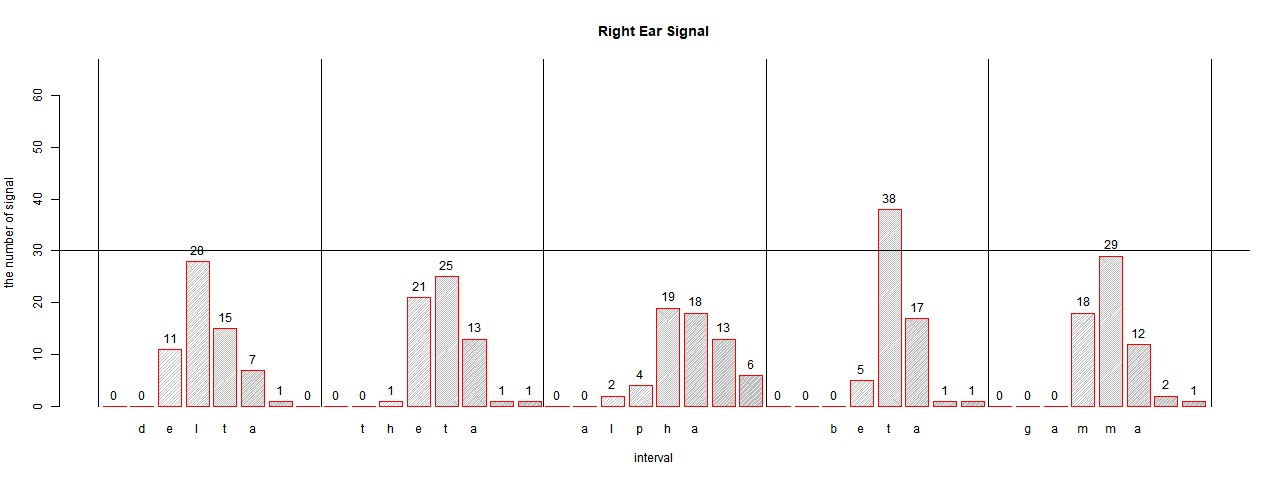 Right Ear Signal
the number of signal
60
50
40
30
20
10
0
0 0 11 28 15 7 1 0 0 0 1 21 25 13 1 1 0 0 2 4 19 18 13 6 0 0 0 5 38 17 1 1 0 0 0 18 29 12 2 1
d e l t a t h e t a a l p h a b e t a g a m m a
interval